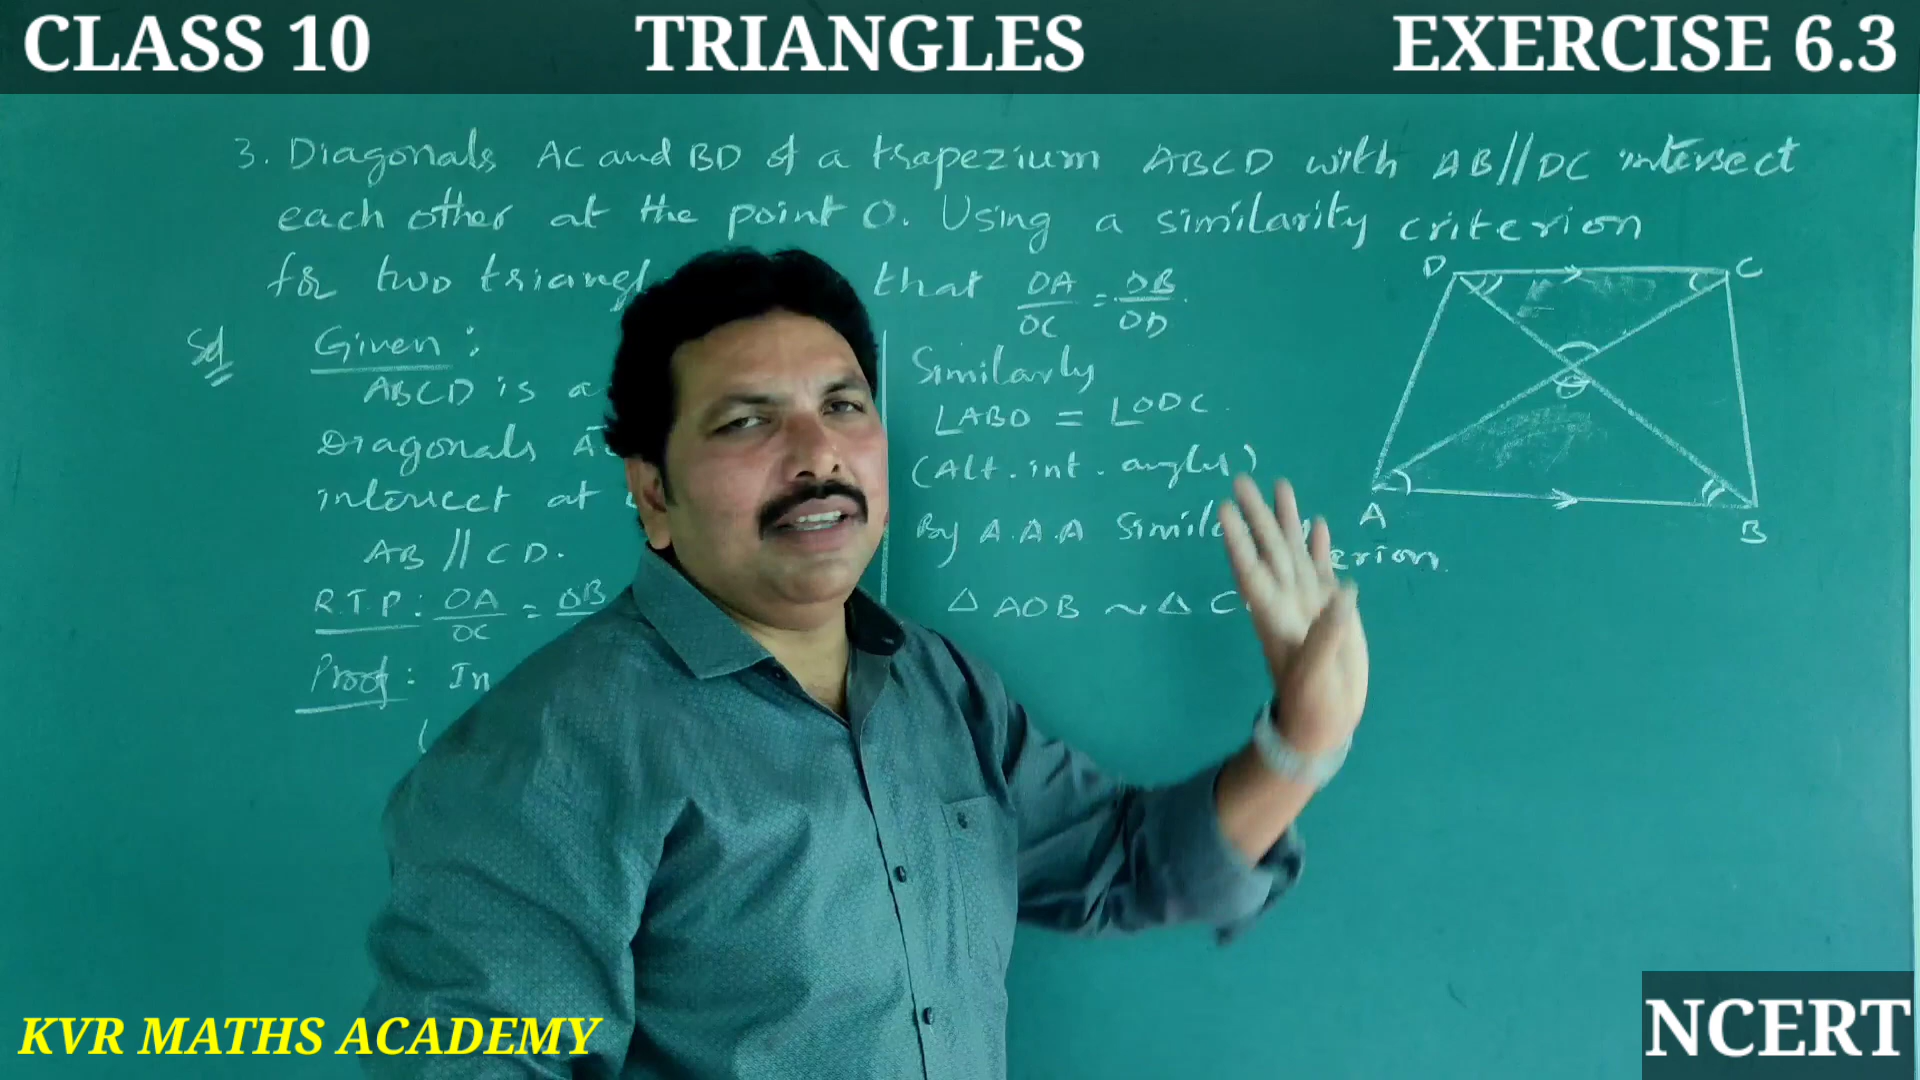 CLASS 10 TRIANGLES EXERCISE 6.3
3. Diagonals AC and BD of a trapezium ABCD with AB//DC intersect
each other at the point O. Using a similarity criterion
for two triangl that OA/OC = OB/OD.
Sol Given :
ABCD is a
Diagonals A
intersect at
AB // CD.
R.T.P : OA/OC = OB
Proof : In
(
Similarly
∠ABD = ∠ODC.
(Alt. int. angles)
By A.A.A Simila
erion.
△ AOB ~ △ C
D C
A B
KVR MATHS ACADEMY
NCERT